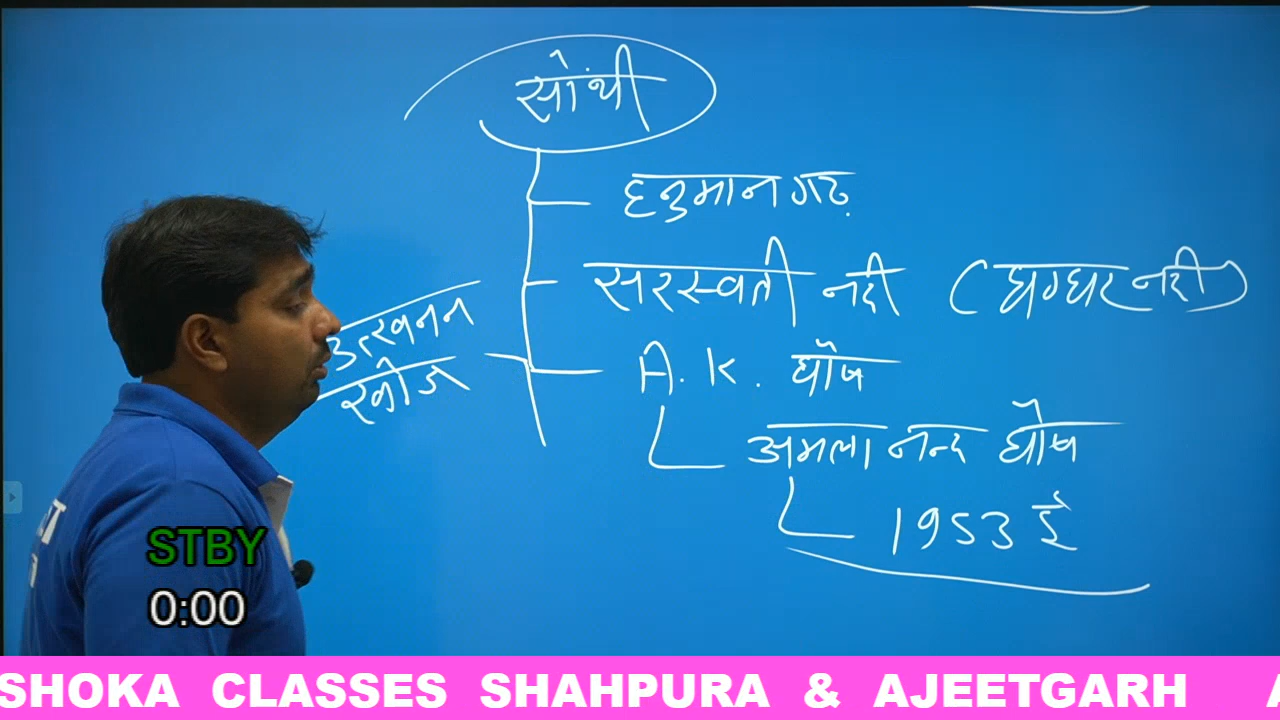 सोंथी
हनुमानगढ़
सरस्वती नदी (घग्घर नदी)
उत्खनन
खोज
A. K. घोष
अमलानन्द घोष
1953 ई
STBY
0:00
SHOKA CLASSES SHAHPURA & AJEETGARH A